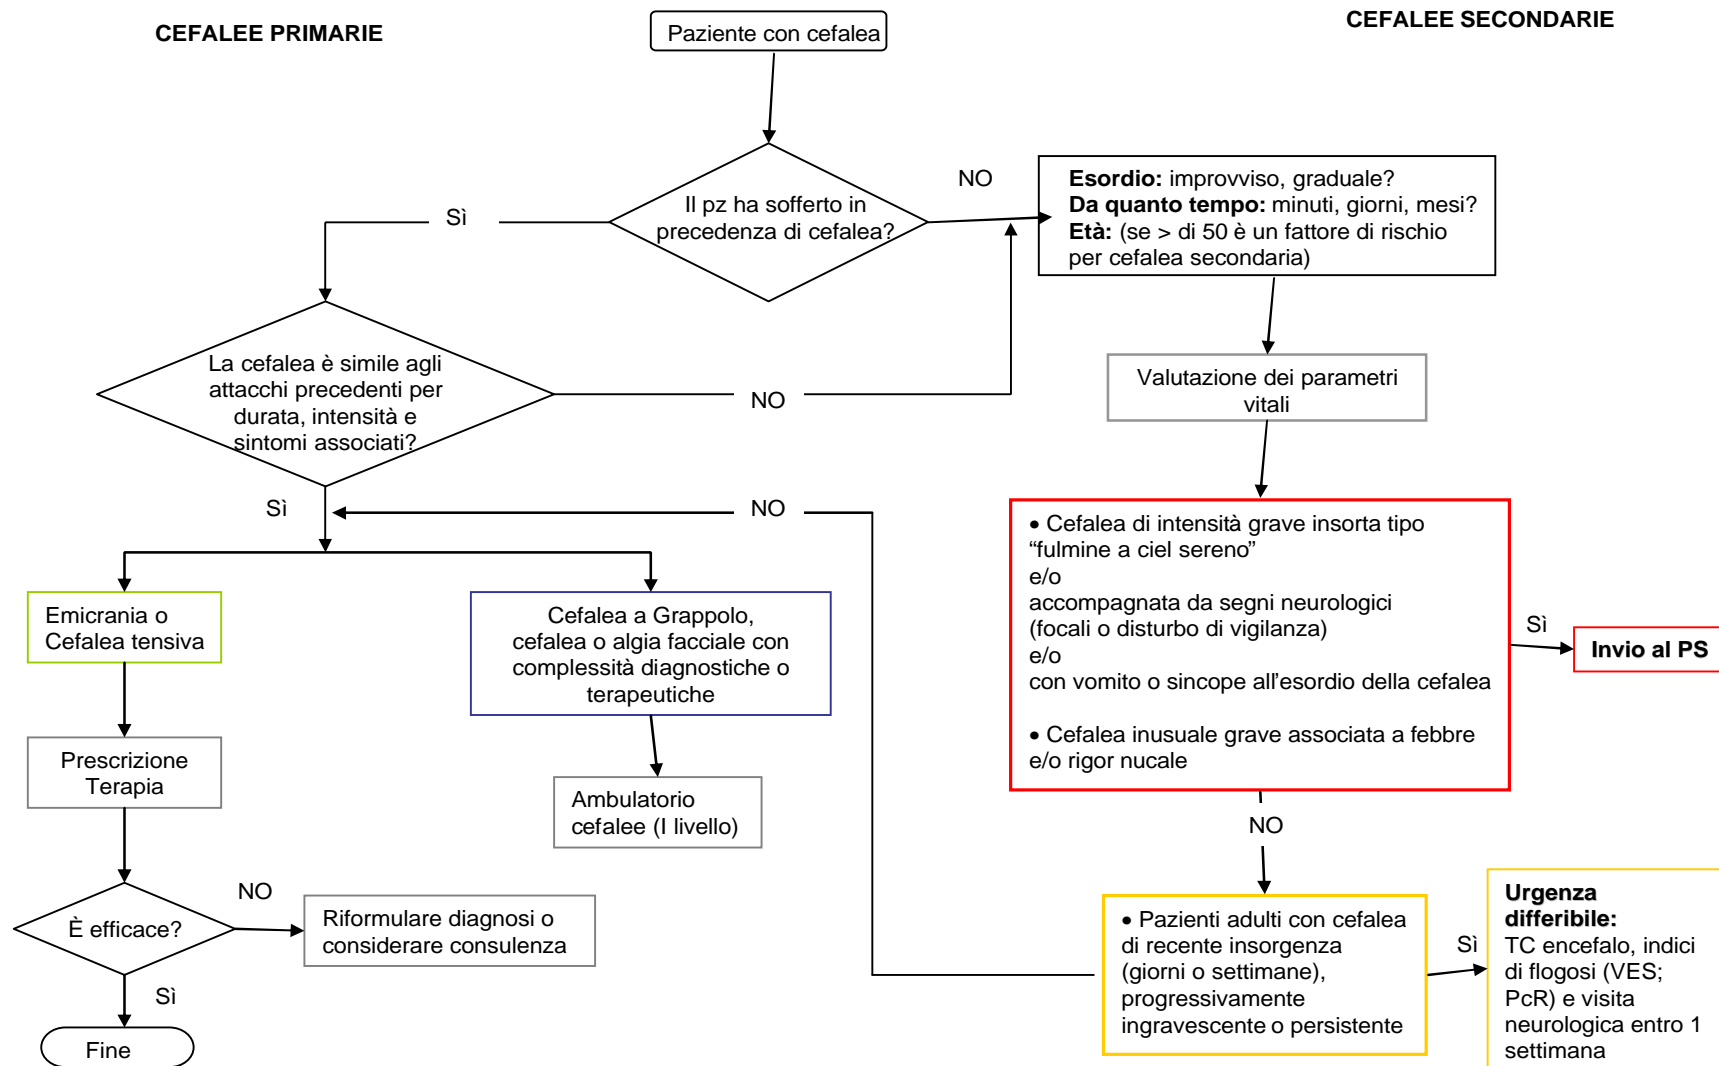 CEFALEE PRIMARIE
Paziente con cefalea
CEFALEE SECONDARIE
Il pz ha sofferto in
precedenza di cefalea?
Sì
NO
Esordio: improvviso, graduale?
Da quanto tempo: minuti, giorni, mesi?
Età: (se > di 50 è un fattore di rischio
per cefalea secondaria)
La cefalea è simile agli
attacchi precedenti per
durata, intensità e
sintomi associati?
NO
Sì
Valutazione dei parametri
vitali
NO
• Cefalea di intensità grave insorta tipo
“fulmine a ciel sereno”
e/o
accompagnata da segni neurologici
(focali o disturbo di vigilanza)
e/o
con vomito o sincope all’esordio della cefalea
• Cefalea inusuale grave associata a febbre
e/o rigor nucale
Sì
Invio al PS
Emicrania o
Cefalea tensiva
Cefalea a Grappolo,
cefalea o algia facciale con
complessità diagnostiche o
terapeutiche
Prescrizione
Terapia
Ambulatorio
cefalee (I livello)
NO
È efficace?
NO
Riformulare diagnosi o
considerare consulenza
Sì
Fine
• Pazienti adulti con cefalea
di recente insorgenza
(giorni o settimane),
progressivamente
ingravescente o persistente
Sì
Urgenza
differibile:
TC encefalo, indici
di flogosi (VES;
PcR) e visita
neurologica entro 1
settimana